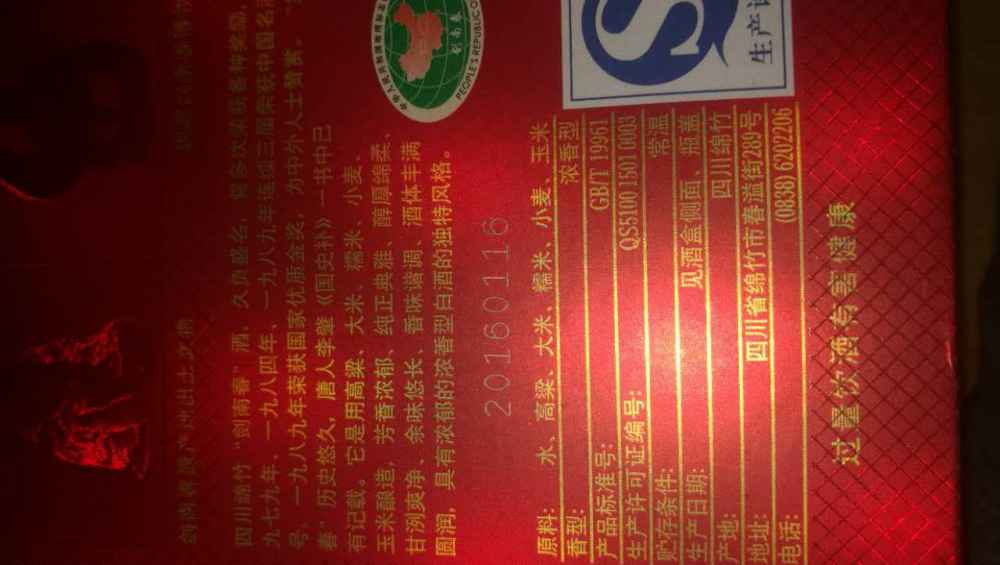 中华人民共和国
剑南春
PEOPLE'S REPUBLIC O
生产许
四川绵竹“剑南春”酒,久负盛名,
九七九年、一九八四年、一九八九年连续三届荣获中国名酒
号,一九八九年荣获国家优质金奖,为中外人士赞赏。
春”历史悠久,唐人李肇《国史补》一书中已
有记载。它是用高粱、大米、糯米、小麦、
玉米酿造,芳香浓郁、纯正典雅、醇厚绵柔、
甘洌爽净、余味悠长、香味谐调、酒体丰满
圆润,具有浓郁的浓香型白酒的独特风格。
20160116
原料: 水、高粱、大米、糯米、小麦、玉米
香型: 浓香型
产品标准号: GB/T 19961
生产许可证编号: QS5100 1501 0003
贮存条件: 常温
生产日期: 见酒盒侧面、瓶盖
产地: 四川绵竹
地址: 四川省绵竹市春溢街289号
电话: (0838) 6202206
过量饮酒有害健康